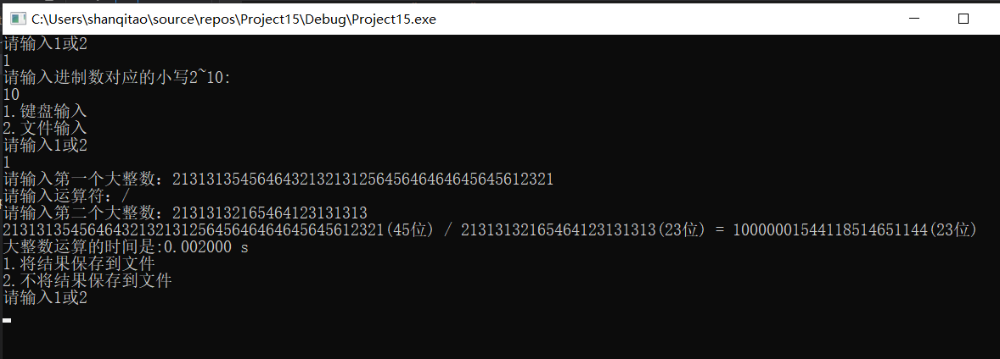 C:\Users\shanqitao\source\repos\Project15\Debug\Project15.exe
请输入1或2
1
请输入进制数对应的小写2~10:
10
1.键盘输入
2.文件输入
请输入1或2
1
请输入第一个大整数：213131354564643213213125645646464645645612321
请输入运算符：/
请输入第二个大整数：21313132165464123131313
213131354564643213213125645646464645645612321(45位) / 21313132165464123131313(23位) = 10000001544118514651144(23位)
大整数运算的时间是:0.002000 s
1.将结果保存到文件
2.不将结果保存到文件
请输入1或2